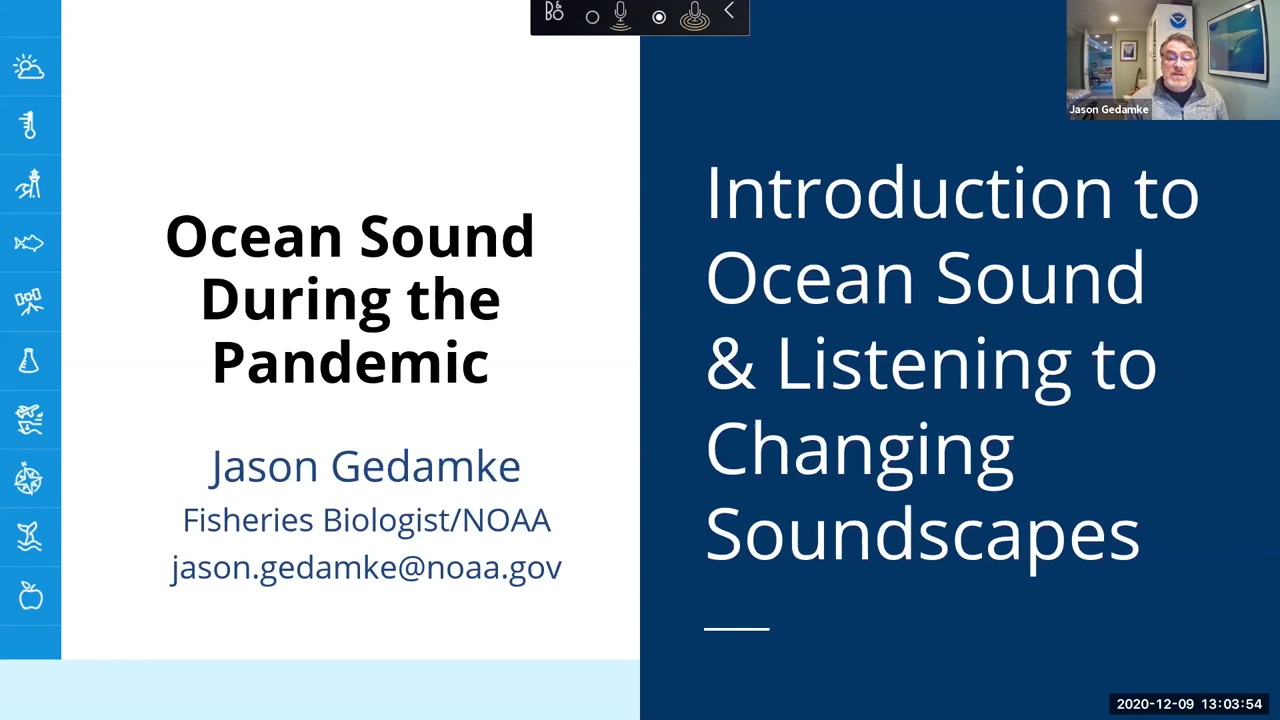 B&O
Jason Gedamke
Ocean Sound
During the
Pandemic
Jason Gedamke
Fisheries Biologist/NOAA
jason.gedamke@noaa.gov
Introduction to
Ocean Sound
& Listening to
Changing
Soundscapes
2020-12-09 13:03:54